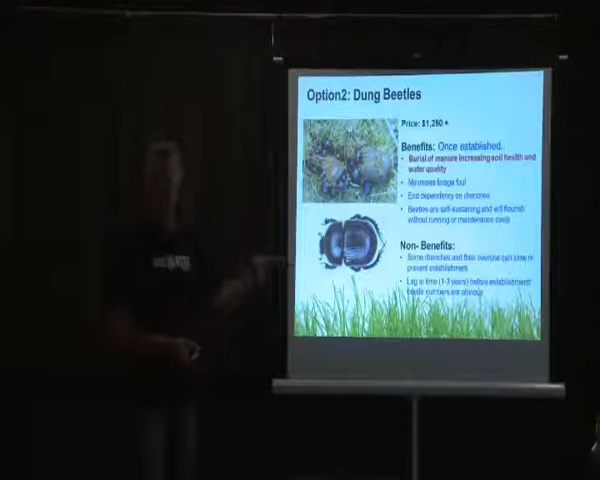 Option2: Dung Beetles
Price: $1,250 +
Benefits: Once established..
• Burial of manure increasing soil health and
water quality
• Minimises forage foul
• End dependency on drenches
• Beetles are self-sustaining and will flourish
without running or maintenance costs
Non- Benefits:
• Some drenches and their overuse can slow or
prevent establishment
• Lag in time (1-3 years) before establishment/
beetle numbers are obvious